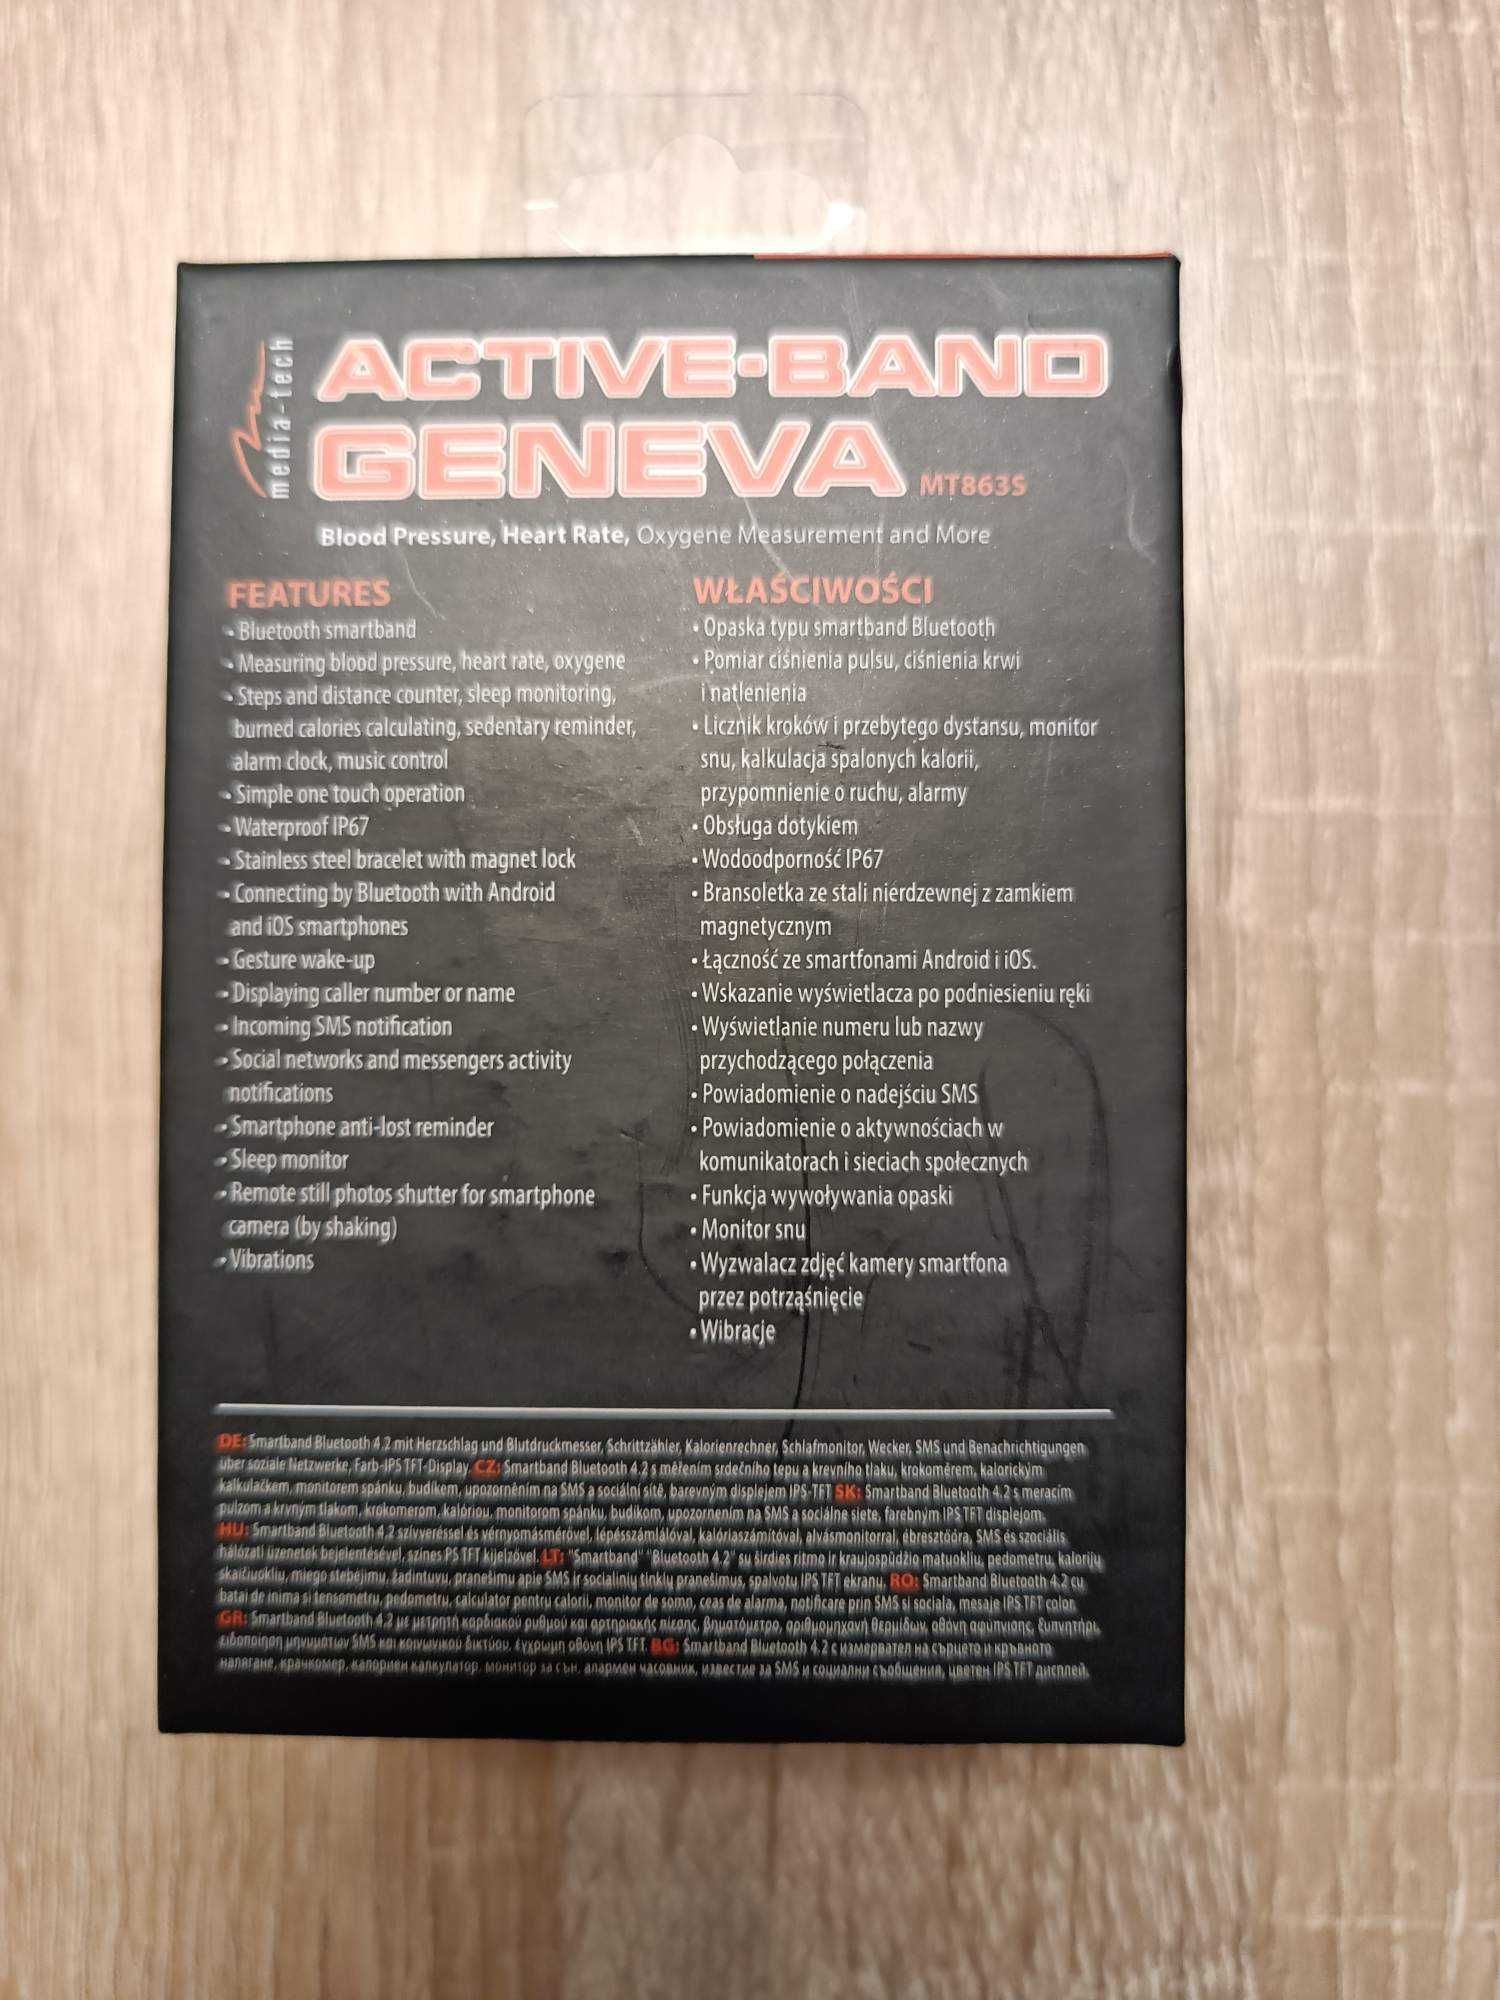 media-tech
ACTIVE-BAND
GENEVA MT863S
Blood Pressure, Heart Rate, Oxygene Measurement and More
FEATURES
• Bluetooth smartband
• Measuring blood pressure, heart rate, oxygene
• Steps and distance counter, sleep monitoring,
burned calories calculating, sedentary reminder,
alarm clock, music control
• Simple one touch operation
• Waterproof IP67
• Stainless steel bracelet with magnet lock
• Connecting by Bluetooth with Android
and iOS smartphones
• Gesture wake-up
• Displaying caller number or name
• Incoming SMS notification
• Social networks and messengers activity
notifications
• Smartphone anti-lost reminder
• Sleep monitor
• Remote still photos shutter for smartphone
camera (by shaking)
• Vibrations
WŁAŚCIWOŚCI
• Opaska typu smartband Bluetooth
• Pomiar ciśnienia pulsu, ciśnienia krwi
i natlenienia
• Licznik kroków i przebytego dystansu, monitor
snu, kalkulacja spalonych kalorii,
przypomnienie o ruchu, alarmy
• Obsługa dotykiem
• Wodoodporność IP67
• Bransoletka ze stali nierdzewnej z zamkiem
magnetycznym
• Łączność ze smartfonami Android i iOS.
• Wskazanie wyświetlacza po podniesieniu ręki
• Wyświetlanie numeru lub nazwy
przychodzącego połączenia
• Powiadomienie o nadejściu SMS
• Powiadomienie o aktywnościach w
komunikatorach i sieciach społecznych
• Funkcja wywoływania opaski
• Monitor snu
• Wyzwalacz zdjęć kamery smartfona
przez potrząśnięcie
• Wibracje
DE: Smartband Bluetooth 4.2 mit Herzschlag und Blutdruckmesser, Schrittzähler, Kalorienrechner, Schlafmonitor, Wecker, SMS und Benachrichtigungen
über soziale Netzwerke, Farb-IPS TFT-Display. CZ: Smartband Bluetooth 4.2 s měřením srdečního tepu a krevního tlaku, krokoměrem, kalorickým
kalkulačkem, monitorem spánku, budíkem, upozorněním na SMS a sociální sítě, barevným displejem IPS-TFT SK: Smartband Bluetooth 4.2 s meracím
pulzom a krvným tlakom, krokomerom, kalóriou, monitorom spánku, budíkom, upozornením na SMS a sociálne siete, farebným IPS TFT displejom.
HU: Smartband Bluetooth 4.2 szívveréssel és vérnyomásmérővel, lépésszámlálóval, kalóriaszámítóval, alvásmonitorral, ébresztőóra, SMS és szociális
hálózati üzenetek bejelentésével, színes PS TFT kijelzővel. LT: "Smartband" "Bluetooth 4.2" su širdies ritmo ir kraujospūdžio matuokliu, pedometru, kalorijų
skaičiuokliu, miego stebėjimu, žadintuvu, pranešimu apie SMS ir socialinių tinklų pranešimus, spalvotu IPS TFT ekranu, RO: Smartband Bluetooth 4.2 cu
batai de inima si tensometru, pedometru, calculator pentru calorii, monitor de somn, ceas de alarma, notificare prin SMS si sociala, mesaje IPS TFT color.
GR: Smartband Bluetooth 4.2 με μετρητή καρδιακού ρυθμού και αρτηριακής πίεσης, βηματόμετρο, αριθμομηχανή θερμίδων, οθόνη αφύπνισης, ξυπνητήρι,
ειδοποίηση μηνυμάτων SMS και κοινωνικού δικτύου, έγχρωμη οθόνη IPS TFT. BG: Smartband Bluetooth 4.2 с измервател на сърцето и кръвното
налягане, крачкомер, калориен калкулатор, монитор за сън, алармен часовник, известие за SMS и социални съобщения, цветен IPS TFT дисплей.